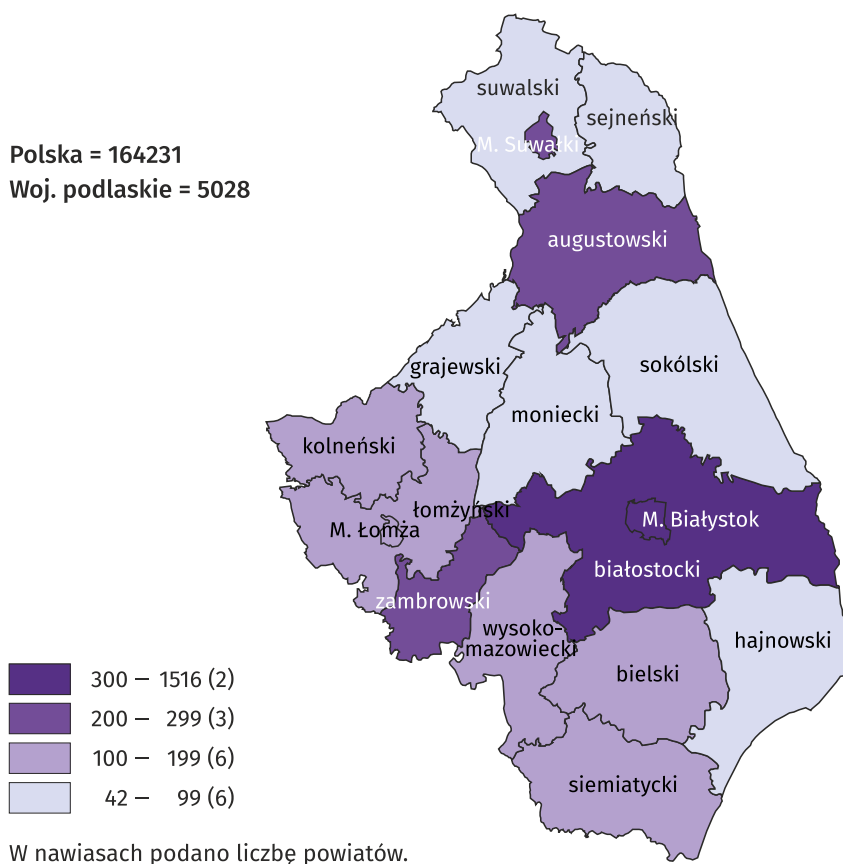 suwalski
sejneński
M. Suwałki
Polska = 164231
Woj. podlaskie = 5028
augustowski
grajewski
sokólski
moniecki
kolneński
łomżyński
M. Łomża
M. Białystok
białostocki
zambrowski
wysoko-
mazowiecki
hajnowski
bielski
siemiatycki
300 – 1516 (2)
200 – 299 (3)
100 – 199 (6)
42 – 99 (6)
W nawiasach podano liczbę powiatów.